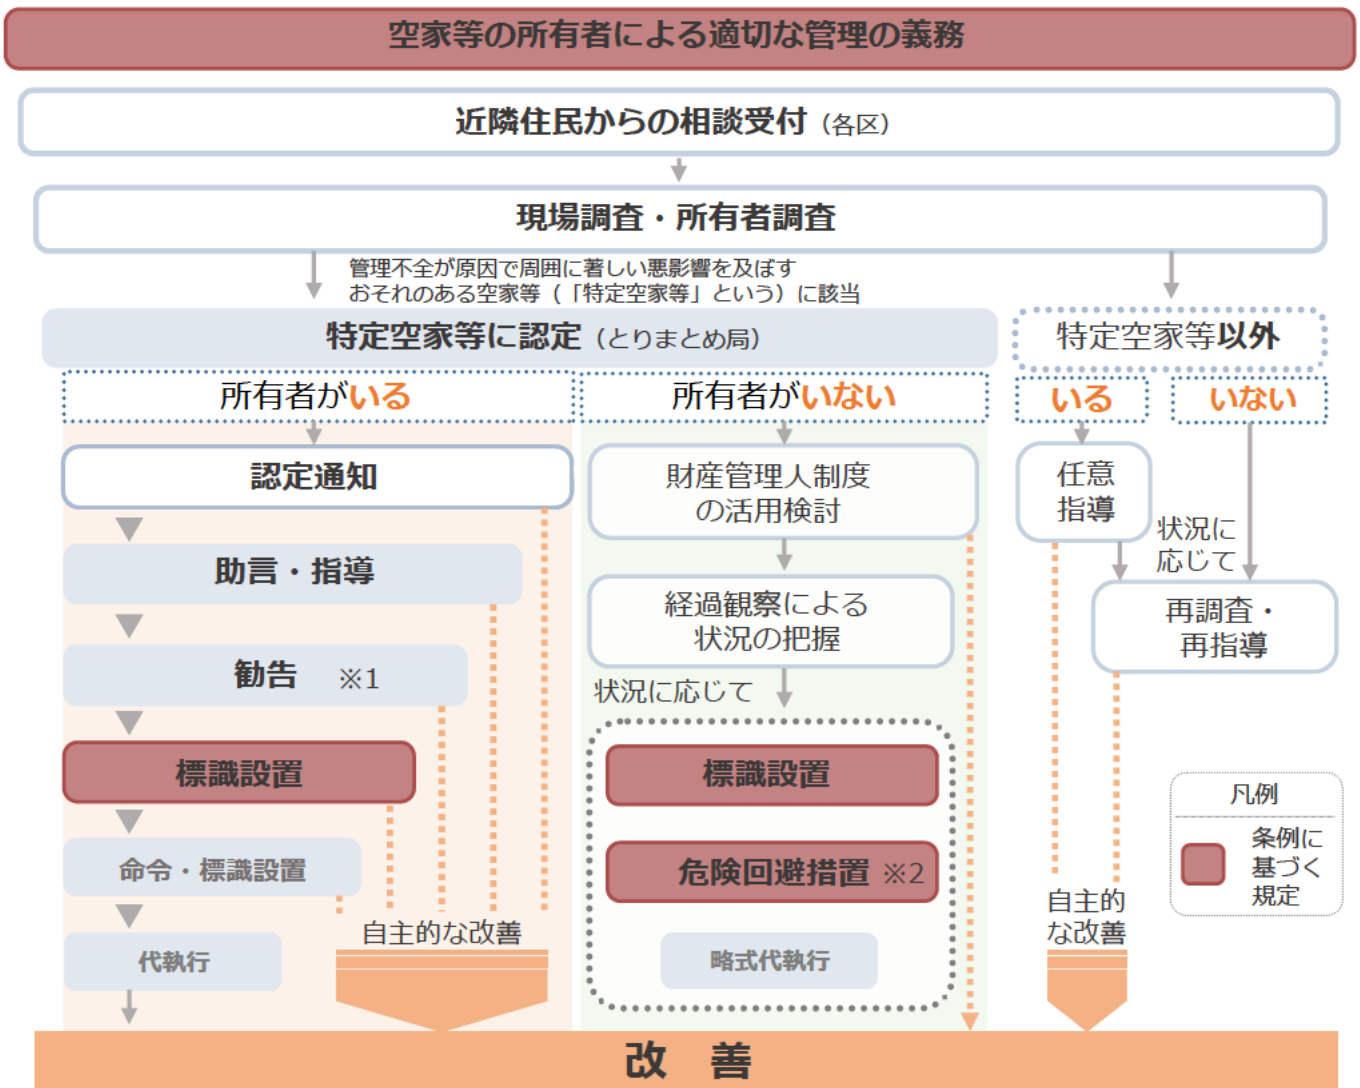 空家等の所有者による適切な管理の義務
近隣住民からの相談受付（各区）
現場調査・所有者調査
管理不全が原因で周囲に著しい悪影響を及ぼす
おそれのある空家等（「特定空家等」という）に該当
特定空家等に認定（とりまとめ局）
特定空家等以外
所有者がいる
所有者がいない
いる
いない
認定通知
助言・指導
勧告 ※1
標識設置
命令・標識設置
代執行
自主的な改善
財産管理人制度
の活用検討
経過観察による
状況の把握
状況に応じて
標識設置
危険回避措置 ※2
略式代執行
任意
指導
状況に
応じて
再調査・
再指導
自主的
な改善
凡例
条例に
基づく
規定
改 善